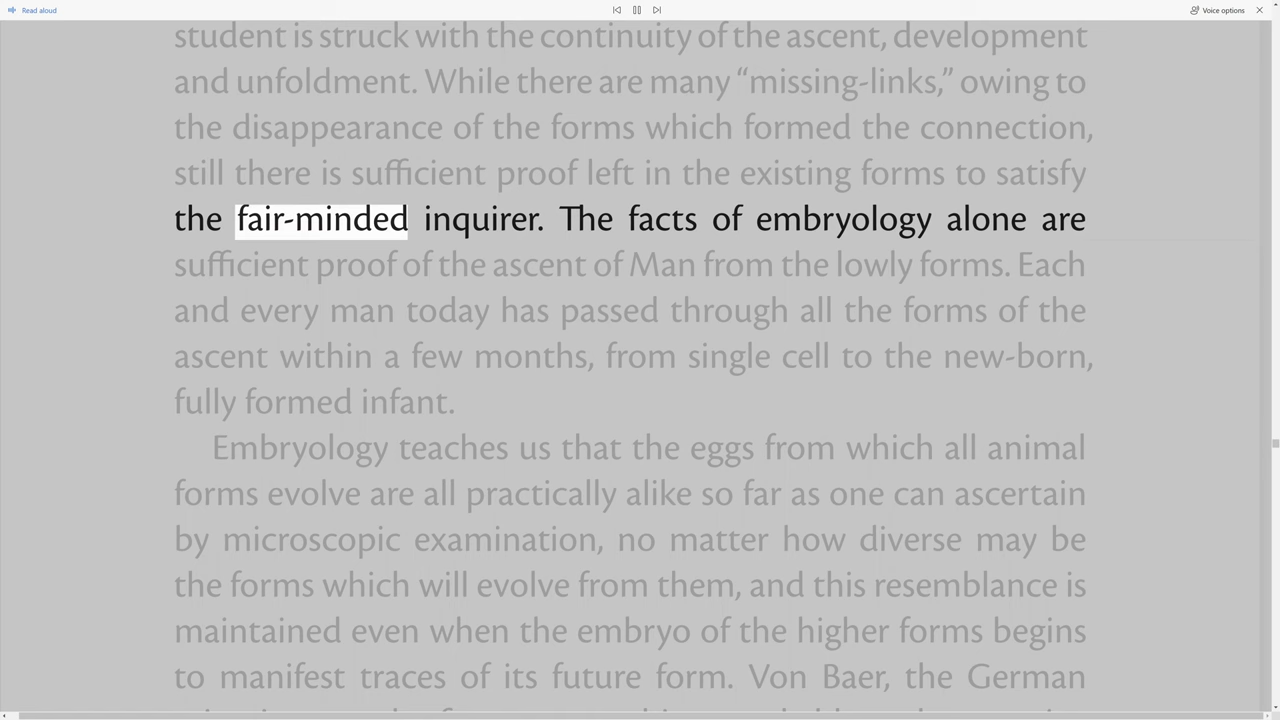 Read aloud
Voice options
student is struck with the continuity of the ascent, development
and unfoldment. While there are many “missing-links,” owing to
the disappearance of the forms which formed the connection,
still there is sufficient proof left in the existing forms to satisfy
the fair-minded inquirer. The facts of embryology alone are
sufficient proof of the ascent of Man from the lowly forms. Each
and every man today has passed through all the forms of the
ascent within a few months, from single cell to the new-born,
fully formed infant.
Embryology teaches us that the eggs from which all animal
forms evolve are all practically alike so far as one can ascertain
by microscopic examination, no matter how diverse may be
the forms which will evolve from them, and this resemblance is
maintained even when the embryo of the higher forms begins
to manifest traces of its future form. Von Baer, the German